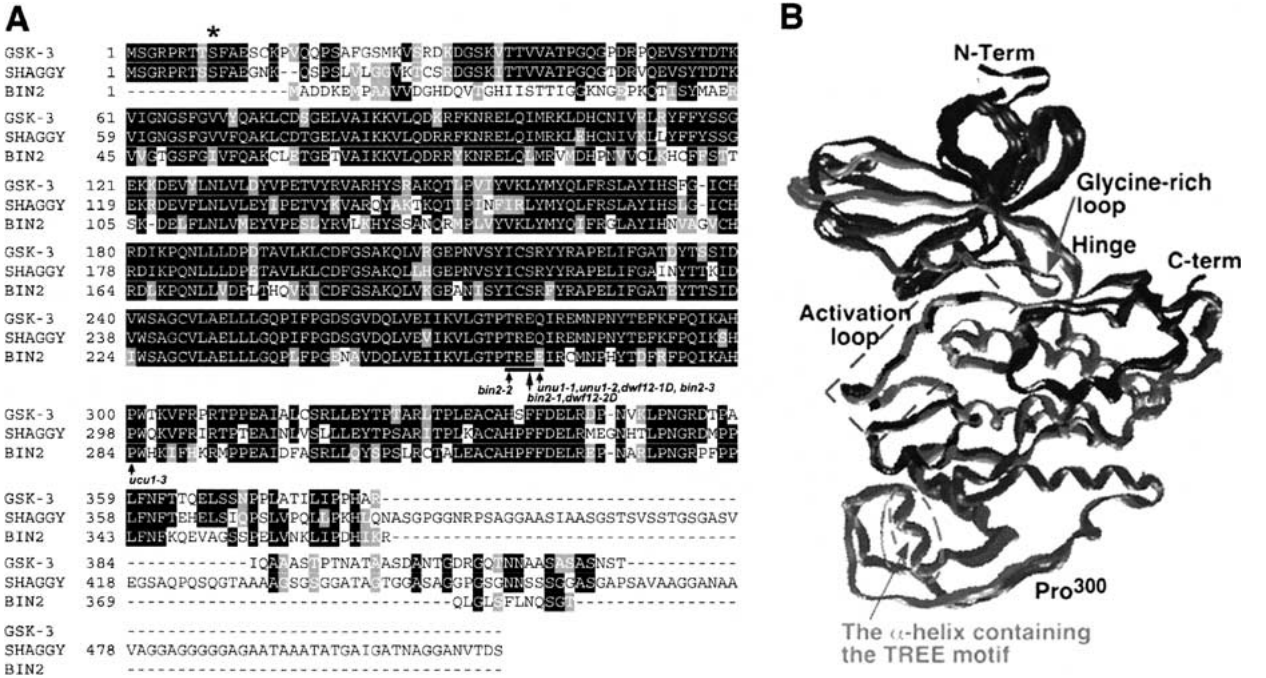 A
*
GSK-3 1 MSGRPRTTSFAESCKPVQQPSAFGSMKVSRDKDGSKVTTVVATPGQGPDRPQEVSYTDTK
SHAGGY 1 MSGRPRTSSFAEGNK--QSPSLVLGGVKTCSRDGSKITTVVATPGQGTDRVQEVSYTDTK
BIN2 1 ----------------MADDKEMPAAVVDGHDQVTGHIISTTIGGKNGEPKQTISYMAER
GSK-3 61 VIGNGSFGVVYQAKLCDSGELVAIKKVLQDKRFKNRELQIMRKLDHCNIVRLRYFFYSSG
SHAGGY 59 VIGNGSFGVVFQAKLCDTGELVAIKKVLQDRRFKNRELQIMRKLEHCNIVKLLYFFYSSG
BIN2 45 VVGTGSFGIVFQAKCLETGETVAIKKVLQDRRYKNRELQLMRVMDHPNVVCLKHCFFSTT
GSK-3 121 EKKDEVYLNLVLDYVPETVYRVARHYSRAKQTLPVIYVKLYMYQLFRSLAYIHSFG-ICH
SHAGGY 119 EKRDEVFLNLVLEYIPETVYKVARQYAKTKQTIPINFIRLYMYQLFRSLAYIHSLG-ICH
BIN2 105 SK-DELFLNLVMEYVPESLYRVLKHYSSANQRMPLVYVKLYMYQIFRGLAYIHNVAGVCH
GSK-3 180 RDIKPQNLLLDPDTAVLKLCDFGSAKQLVRGEPNVSYICSRYYRAPELIFGATDYTSSID
SHAGGY 178 RDIKPQNLLLDPETAVLKLCDFGSAKQLLHGEPNVSYICSRYYRAPELIFGAINYTTKID
BIN2 164 RDLKPQNLLVDPLTHQVKICDFGSAKQLVKGEANISYICSRFYRAPELIFGATEYTTSID
GSK-3 240 VWSAGCVLAELLLGQPIFPGDSGVDQLVEIIKVLGTPTREQIREMNPNYTEFKFPQIKAH
SHAGGY 238 VWSAGCVLAELLLGQPIFPGDSGVDQLVEVIKVLGTPTREQIREMNPNYTEFKFPQIKSH
BIN2 224 IWSAGCVLAELLLGQPLFPGENAVDQLVEIIKVLGTPTREEIRCMNPHYTDFRFPQIKAH
bin2-2 unu1-1,unu1-2,dwf12-1D, bin2-3
bin2-1,dwf12-2D
GSK-3 300 PWTKVFRPRTPPEAIALCSRLLEYTPTARLTPLEACAHSFFDELRDP-NVKLPNGRDTPA
SHAGGY 298 PWQKVFRIRTPTEAINLVSLLLEYTPSARITPLKACAHPFFDELRMEGNHTLPNGRDMPP
BIN2 284 PWHKIFHKRMPPEAIDFASRLLQYSPSLRCTALEACAHPFFDELREP-NARLPNGRPFPP
ucu1-3
GSK-3 359 LFNFTTQELSSNPPLATILIPPHAR-----------------------------------
SHAGGY 358 LFNFTEHELSIQPSLVPQLLPKHLQNASGPGGNRPSAGGAASIAASGSTSVSSTGSGASV
BIN2 343 LFNFKQEVAGSSPELVNKLIPDHIKR----------------------------------
GSK-3 384 ------------IQAAASTPTNATAASDANTGDRGQTNNAASASASNST-----------
SHAGGY 418 EGSAQPQSQGTAAAAGSGSGGATAGTGGASAGGPGSGNNSSSGGASGAPSAVAAGGANAA
BIN2 369 --------------------------------QLGLSFLNQSGT----------------
GSK-3 -------------------------------------
SHAGGY 478 VAGGAGGGGGAGAATAAATATGAIGATNAGGANVTDS
BIN2 -------------------------------------
B
N-Term
Glycine-rich
loop
Hinge
C-term
Activation
loop
Pro300
The α-helix containing
the TREE motif